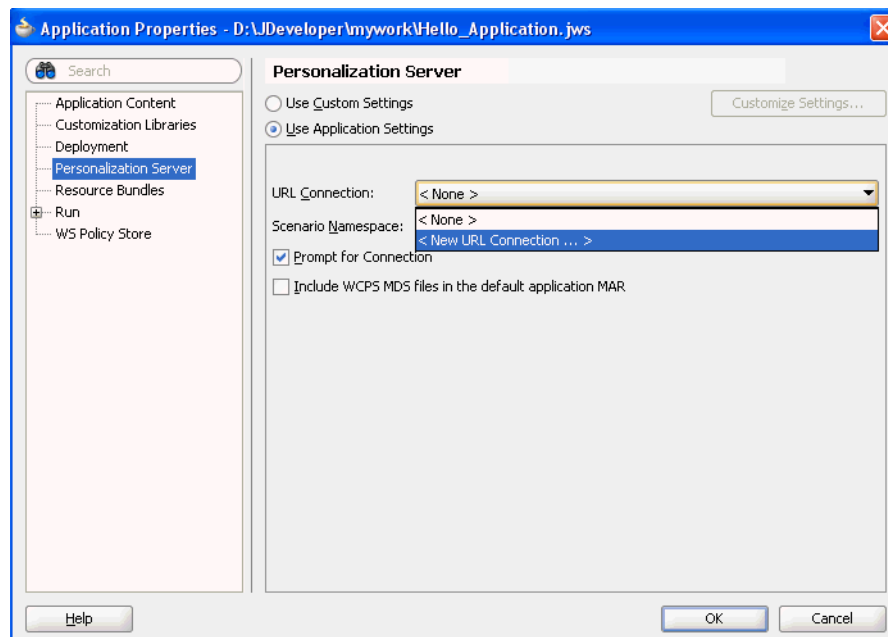 Application Properties - D:\JDeveloper\mywork\Hello_Application.jws
Search
Application Content
Customization Libraries
Deployment
Personalization Server
Resource Bundles
Run
WS Policy Store
Personalization Server
Use Custom Settings
Customize Settings...
Use Application Settings
URL Connection:
< None >
< None >
Scenario Namespace:
< New URL Connection ... >
Prompt for Connection
Include WCPS MDS files in the default application MAR
Help
OK
Cancel